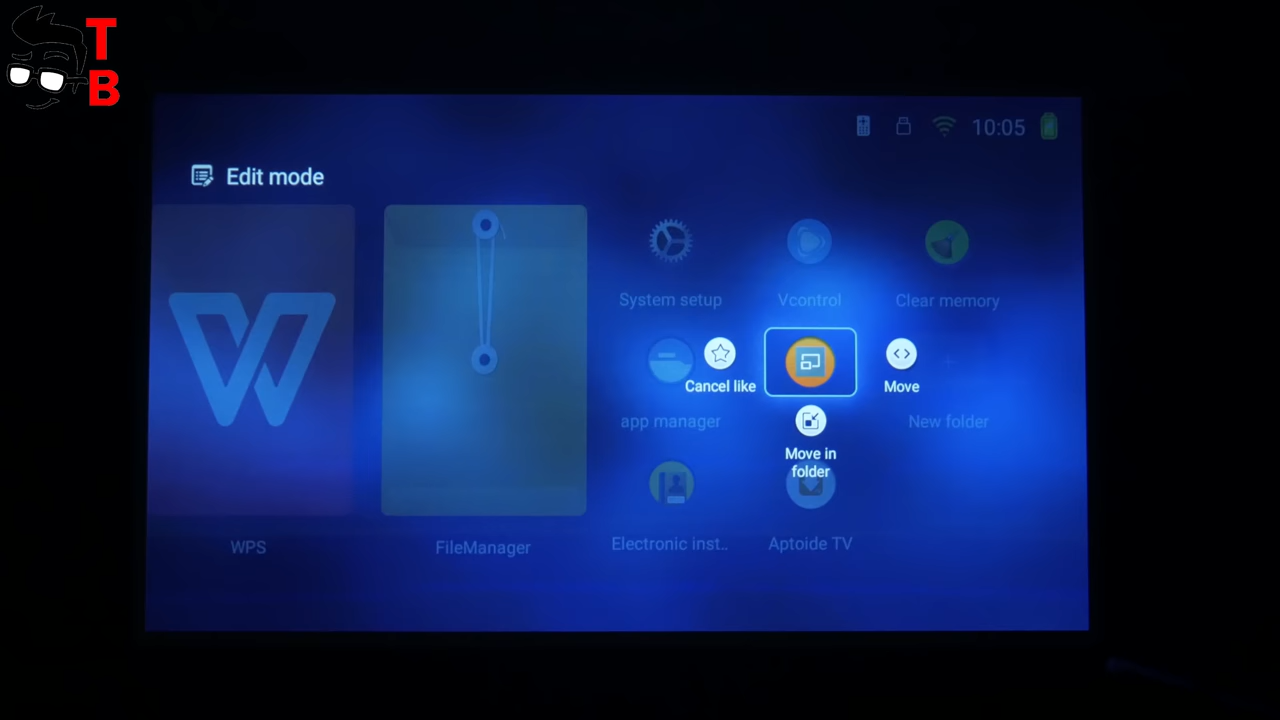 T
B
10:05
Edit mode
System setup
Vcontrol
Clear memory
Cancel like
Move
app manager
New folder
Move in
folder
WPS
FileManager
Electronic inst..
Aptoide TV